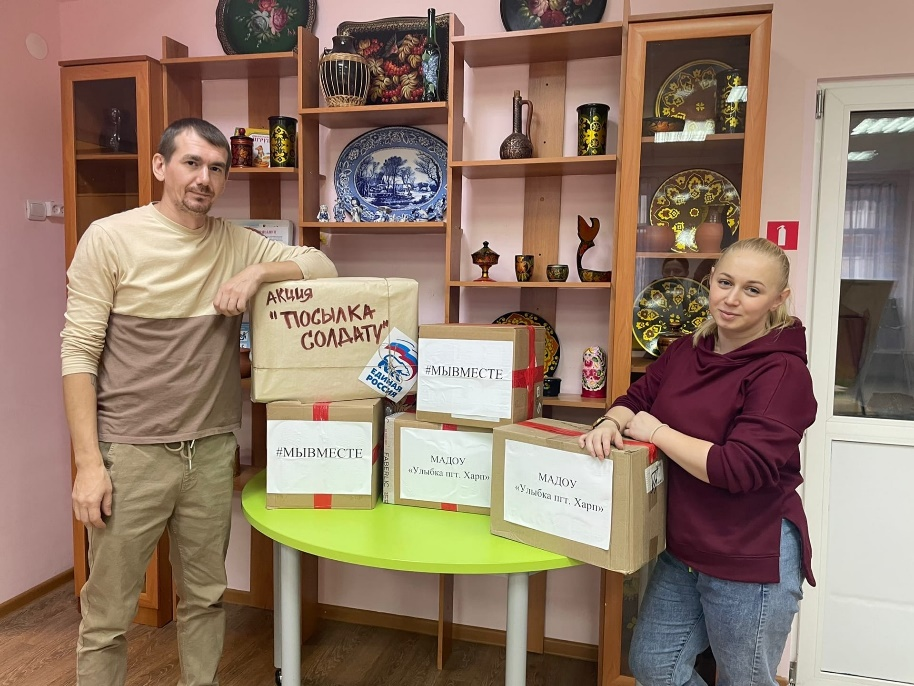 АКЦИЯ
"ПОСЫЛКА
СОЛДАТУ"
ЕДИНАЯ
РОССИЯ
#МЫВМЕСТЕ
#МЫВМЕСТЕ
МАДОУ
«Улыбка пгт. Харп»
МАДОУ
«Улыбка пгт. Харп»